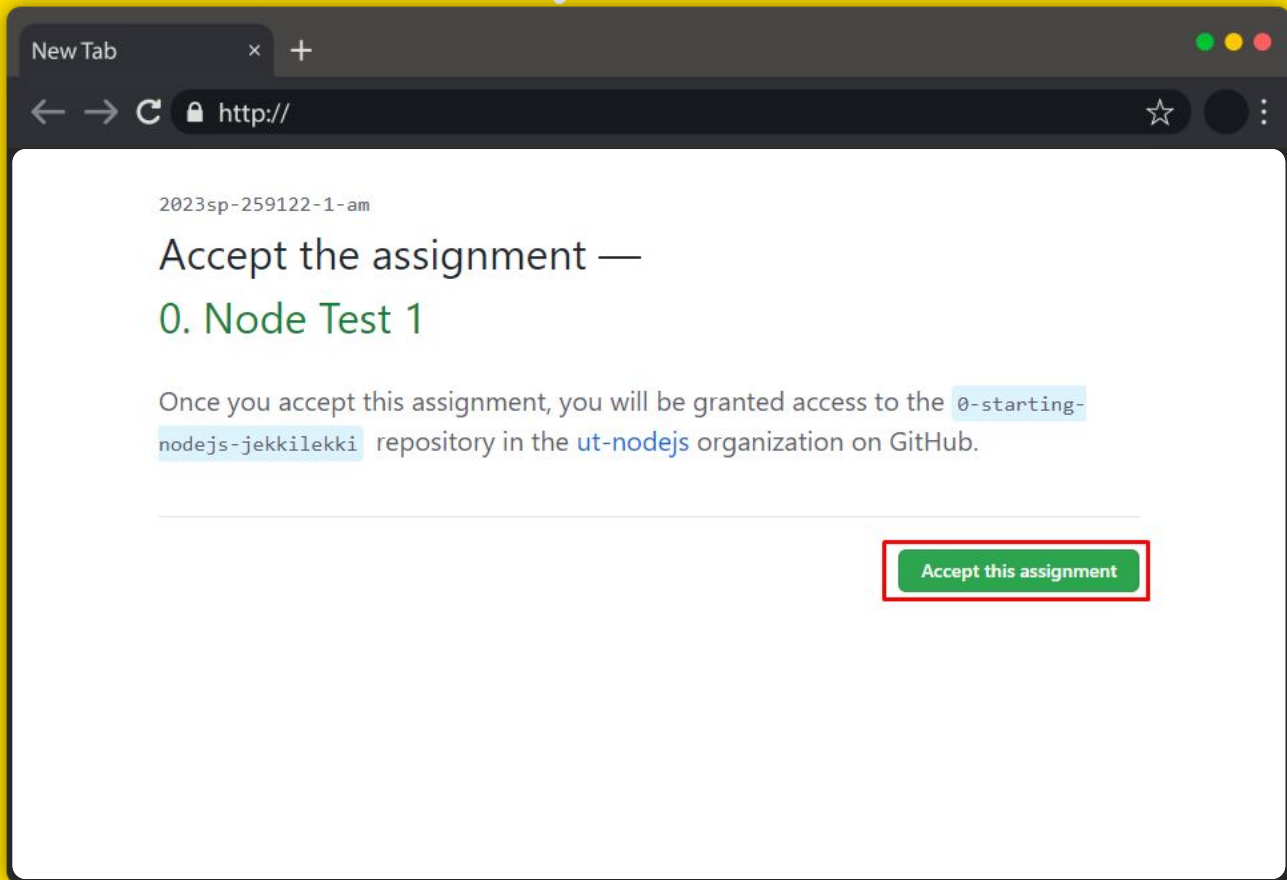 New Tab
http://
2023sp-259122-1-am
Accept the assignment —
0. Node Test 1
Once you accept this assignment, you will be granted access to the 0-starting-
nodejs-jekkilekki repository in the ut-nodejs organization on GitHub.
Accept this assignment